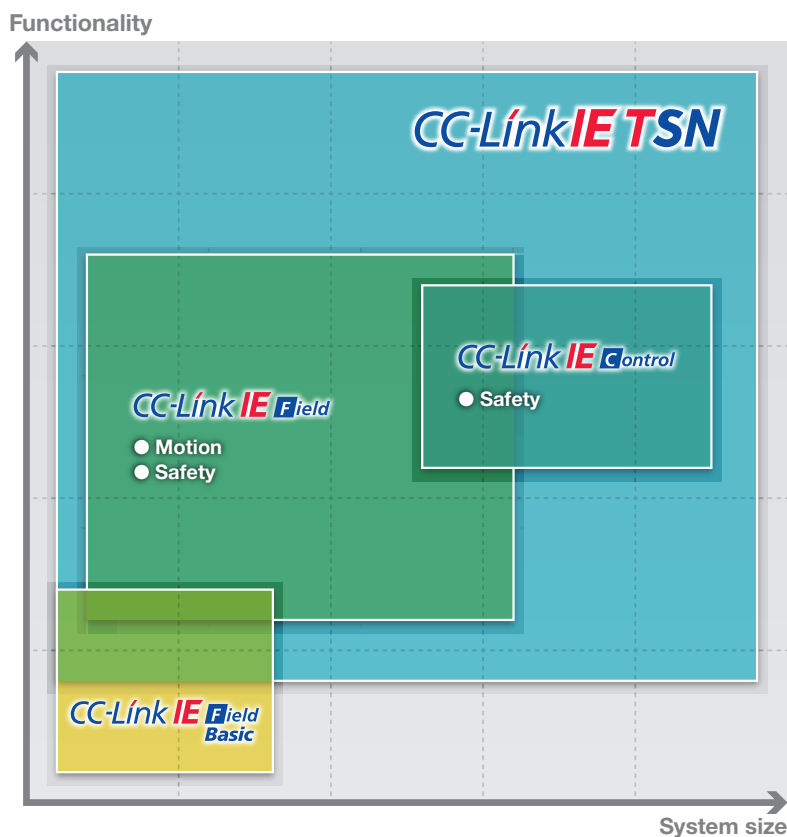 Functionality
CC-Link IE TSN
CC-Link IE Control
Safety
CC-Link IE Field
Motion
Safety
CC-Link IE Field
Basic
System size